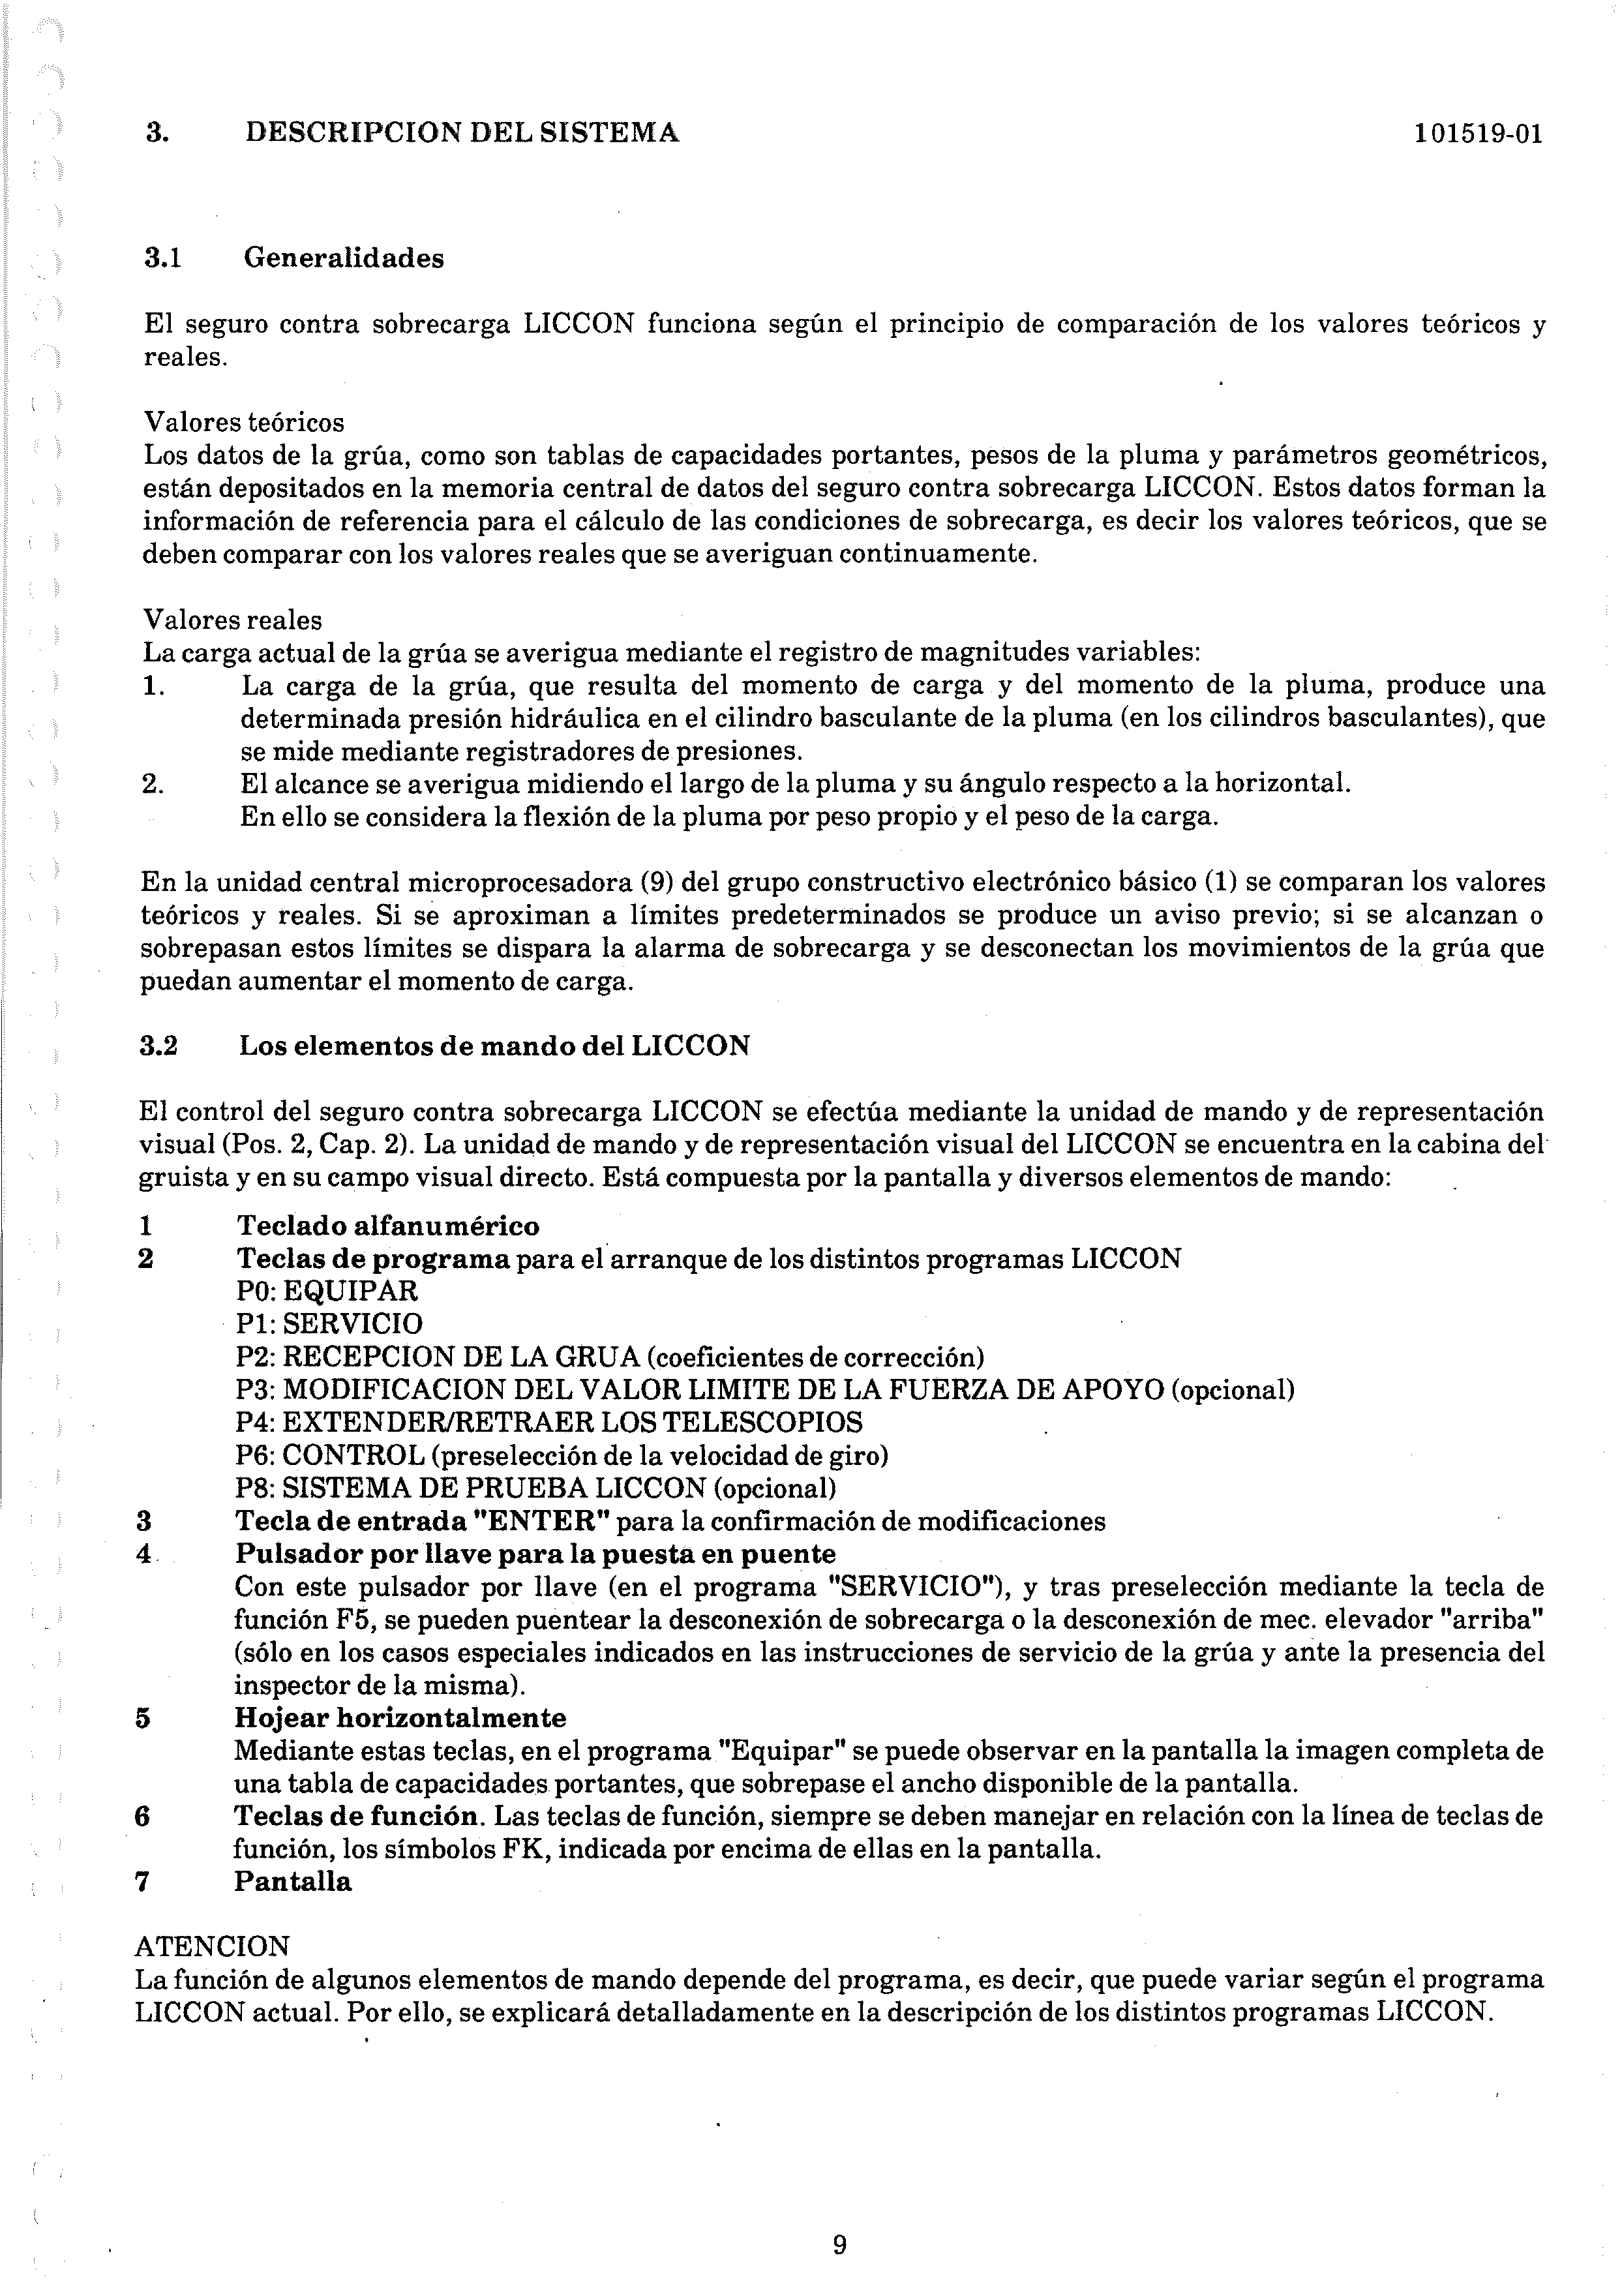 3. DESCRIPCION DEL SISTEMA 101519-01
3.1 Generalidades
El seguro contra sobrecarga LICCON funciona según el principio de comparación de los valores teóricos y
reales.
Valores teóricos
Los datos de la grúa, como son tablas de capacidades portantes, pesos de la pluma y parámetros geométricos,
están depositados en la memoria central de datos del seguro contra sobrecarga LICCON. Estos datos forman la
información de referencia para el cálculo de las condiciones de sobrecarga, es decir los valores teóricos, que se
deben comparar con los valores reales que se averiguan continuamente.
Valores reales
La carga actual de la grúa se averigua mediante el registro de magnitudes variables:
1. La carga de la grúa, que resulta del momento de carga y del momento de la pluma, produce una
determinada presión hidráulica en el cilindro basculante de la pluma (en los cilindros basculantes), que
se mide mediante registradores de presiones.
2. El alcance se averigua midiendo el largo de la pluma y su ángulo respecto a la horizontal.
En ello se considera la flexión de la pluma por peso propio y el peso de la carga.
En la unidad central microprocesadora (9) del grupo constructivo electrónico básico (1) se comparan los valores
teóricos y reales. Si se aproximan a límites predeterminados se produce un aviso previo; si se alcanzan o
sobrepasan estos límites se dispara la alarma de sobrecarga y se desconectan los movimientos de la grúa que
puedan aumentar el momento de carga.
3.2 Los elementos de mando del LICCON
El control del seguro contra sobrecarga LICCON se efectúa mediante la unidad de mando y de representación
visual (Pos. 2, Cap. 2). La unidad de mando y de representación visual del LICCON se encuentra en la cabina del
gruista y en su campo visual directo. Está compuesta por la pantalla y diversos elementos de mando:
1 Teclado alfanumérico
2 Teclas de programa para el arranque de los distintos programas LICCON
P0: EQUIPAR
P1: SERVICIO
P2: RECEPCION DE LA GRUA (coeficientes de corrección)
P3: MODIFICACION DEL VALOR LIMITE DE LA FUERZA DE APOYO (opcional)
P4: EXTENDER/RETRAER LOS TELESCOPIOS
P6: CONTROL (preselección de la velocidad de giro)
P8: SISTEMA DE PRUEBA LICCON (opcional)
3 Tecla de entrada "ENTER" para la confirmación de modificaciones
4 Pulsador por llave para la puesta en puente
Con este pulsador por llave (en el programa "SERVICIO"), y tras preselección mediante la tecla de
función F5, se pueden puentear la desconexión de sobrecarga o la desconexión de mec. elevador "arriba"
(sólo en los casos especiales indicados en las instrucciones de servicio de la grúa y ante la presencia del
inspector de la misma).
5 Hojear horizontalmente
Mediante estas teclas, en el programa "Equipar" se puede observar en la pantalla la imagen completa de
una tabla de capacidades portantes, que sobrepase el ancho disponible de la pantalla.
6 Teclas de función. Las teclas de función, siempre se deben manejar en relación con la línea de teclas de
función, los símbolos FK, indicada por encima de ellas en la pantalla.
7 Pantalla
ATENCION
La función de algunos elementos de mando depende del programa, es decir, que puede variar según el programa
LICCON actual. Por ello, se explicará detalladamente en la descripción de los distintos programas LICCON.
9